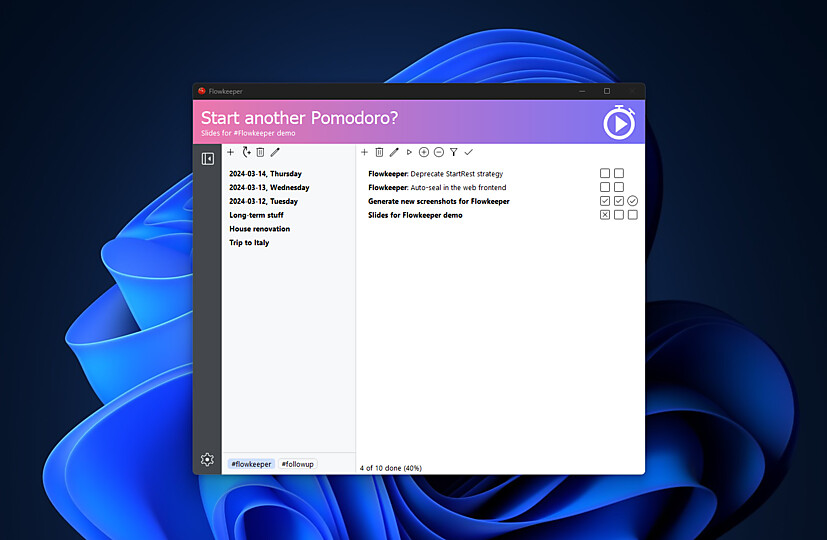 Flowkeeper
Start another Pomodoro?
Slides for #Flowkeeper demo
2024-03-14, Thursday
2024-03-13, Wednesday
2024-03-12, Tuesday
Long-term stuff
House renovation
Trip to Italy
Flowkeeper: Deprecate StartRest strategy
Flowkeeper: Auto-seal in the web frontend
Generate new screenshots for Flowkeeper
Slides for Flowkeeper demo
#flowkeeper #followup
4 of 10 done (40%)